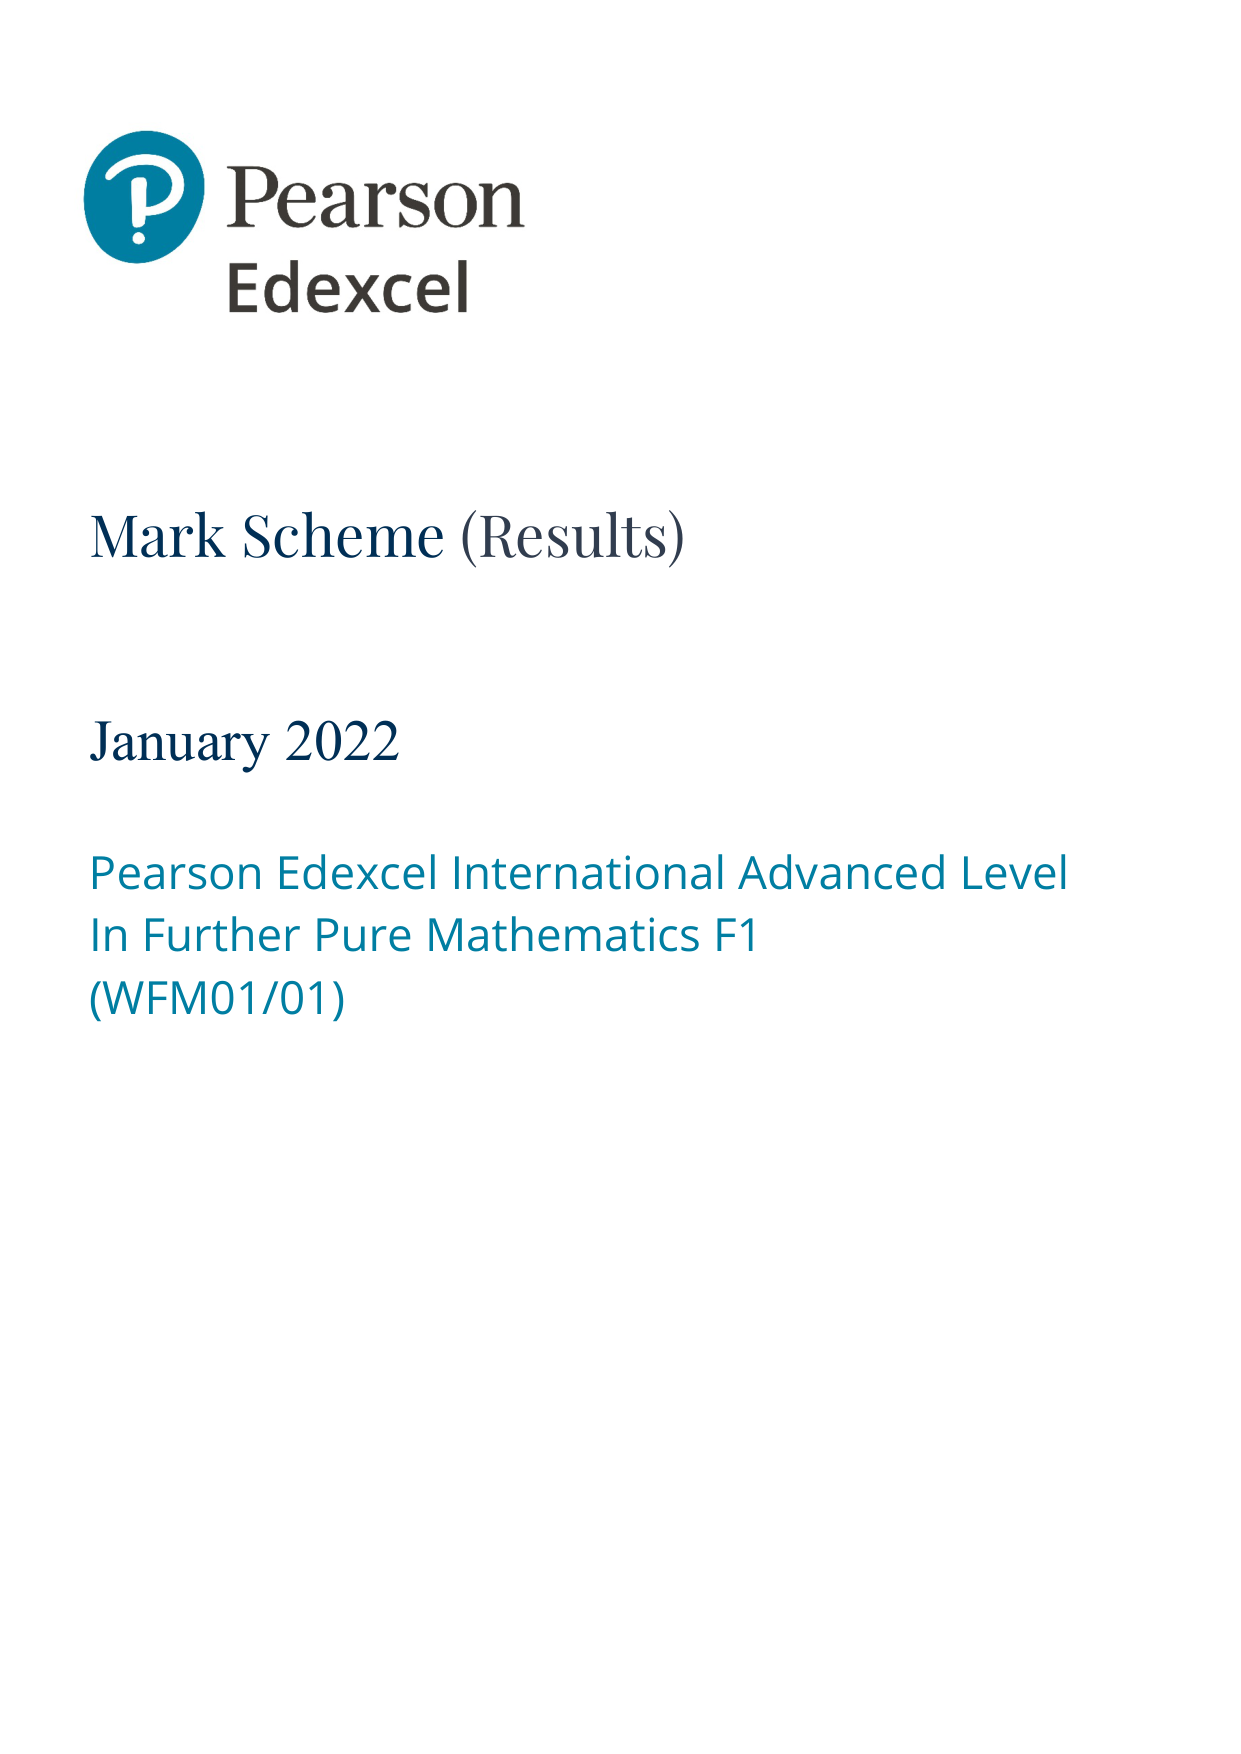 Pearson
Edexcel
Mark Scheme (Results)
January 2022
Pearson Edexcel International Advanced Level
In Further Pure Mathematics F1
(WFM01/01)